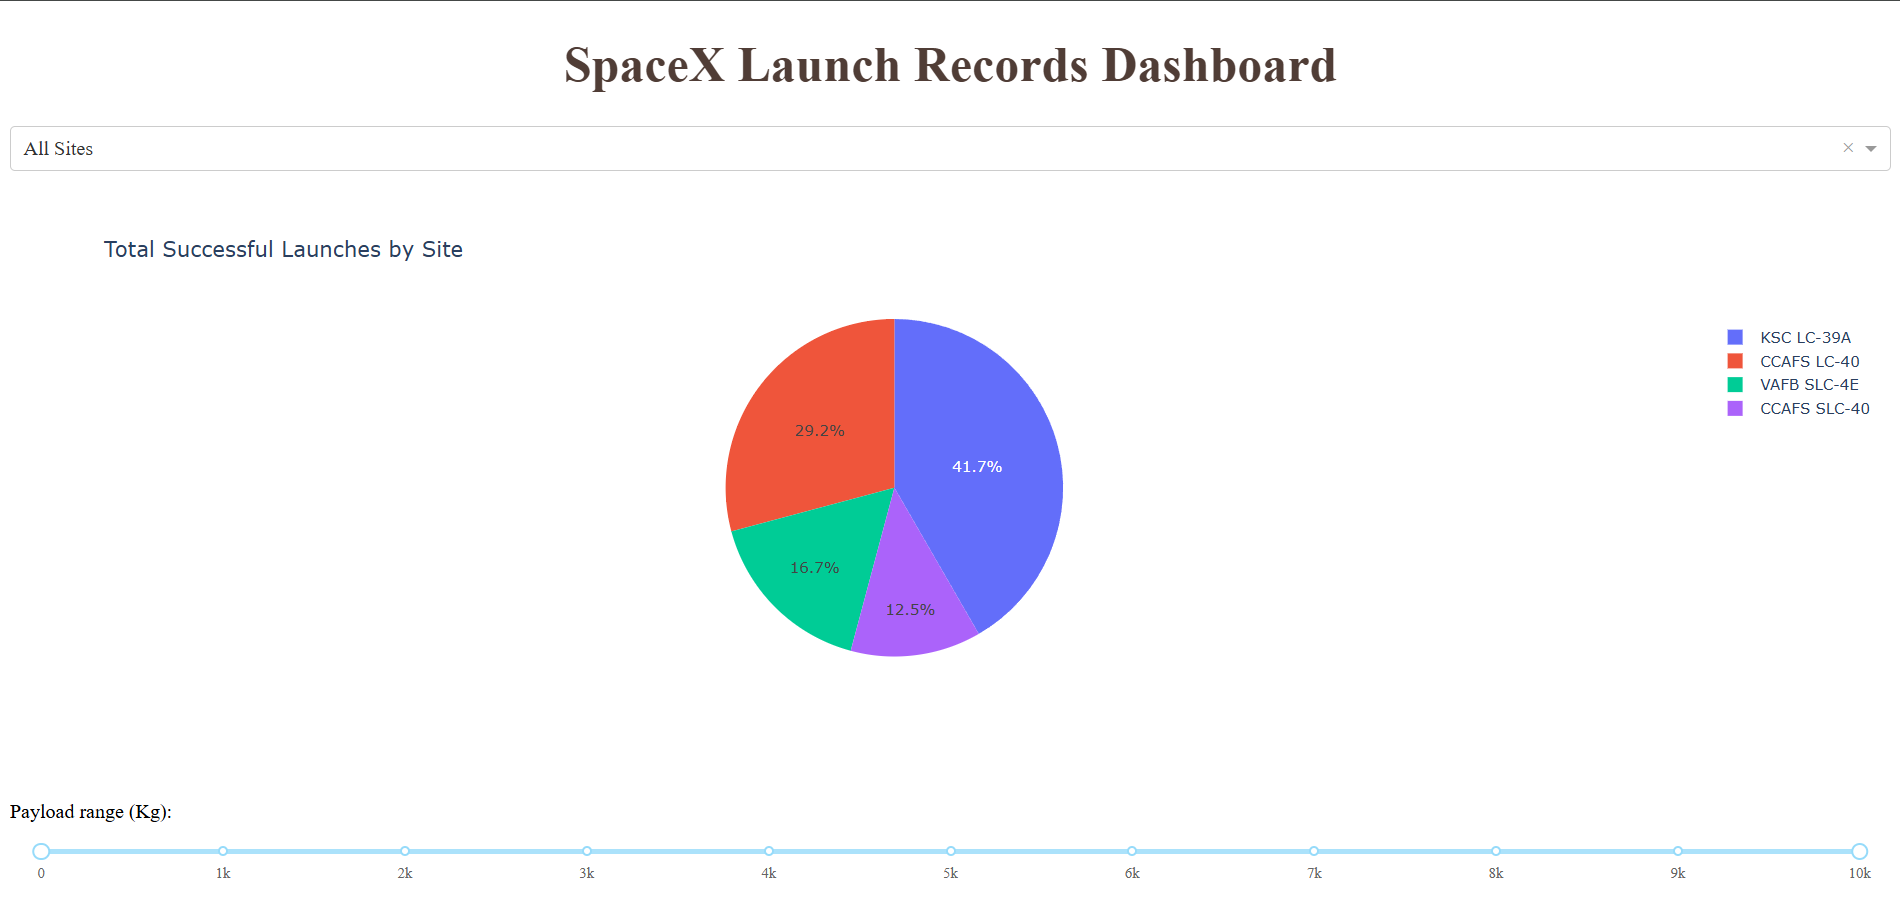 SpaceX Launch Records Dashboard
All Sites
×
Total Successful Launches by Site
KSC LC-39A
CCAFS LC-40
VAFB SLC-4E
CCAFS SLC-40
29.2%
41.7%
16.7%
12.5%
Payload range (Kg):
0 1k 2k 3k 4k 5k 6k 7k 8k 9k 10k